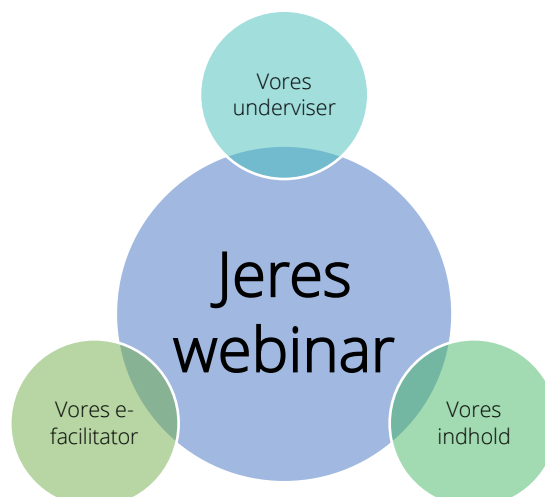 Vores
underviser
Jeres
webinar
Vores e-
facilitator
Vores
indhold